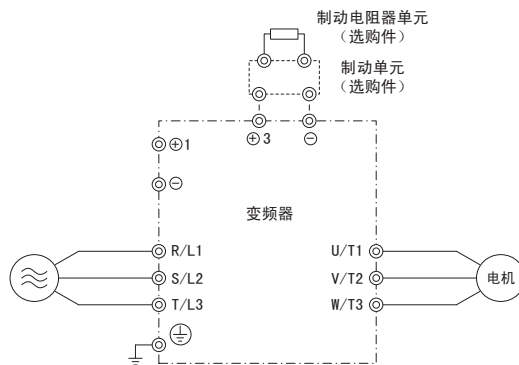 制动电阻器单元
（选购件）
制动单元
（选购件）
⊕1
⊕3
⊖
⊖
变频器
R/L1
U/T1
S/L2
V/T2
电机
T/L3
W/T3